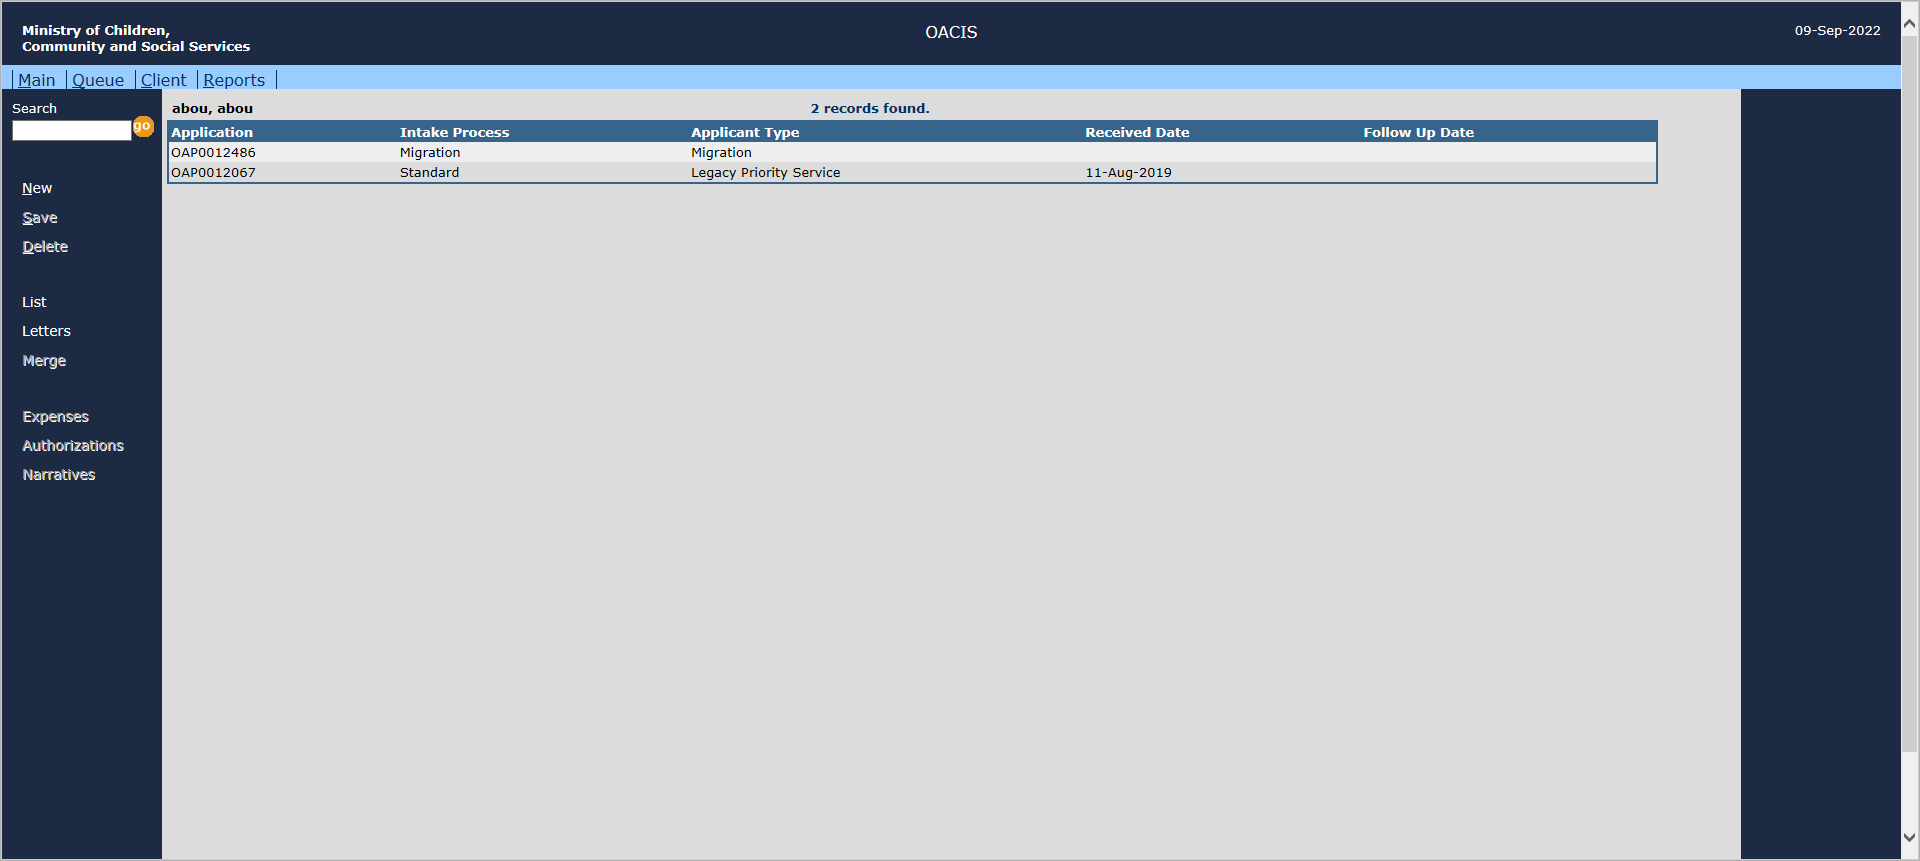 Ministry of Children,
Community and Social Services
OACIS
09-Sep-2022
Main Queue Client Reports
Search
go
New
Save
Delete
List
Letters
Merge
Expenses
Authorizations
Narratives
abou, abou
2 records found.
Application Intake Process Applicant Type Received Date Follow Up Date
OAP0012486 Migration Migration
OAP0012067 Standard Legacy Priority Service 11-Aug-2019